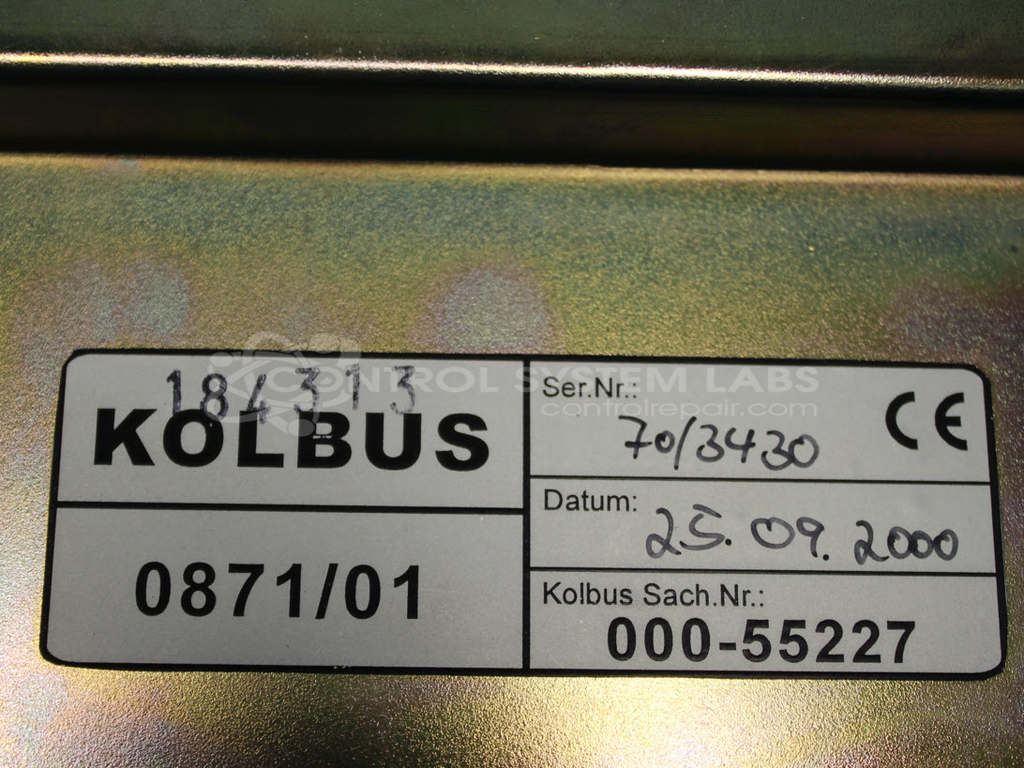 184313
KOLBUS
0871/01
Ser.Nr.:
70/3430
CE
Datum:
25.09.2000
Kolbus Sach.Nr.:
000-55227
CONTROL SYSTEM LABS
controlrepair.com